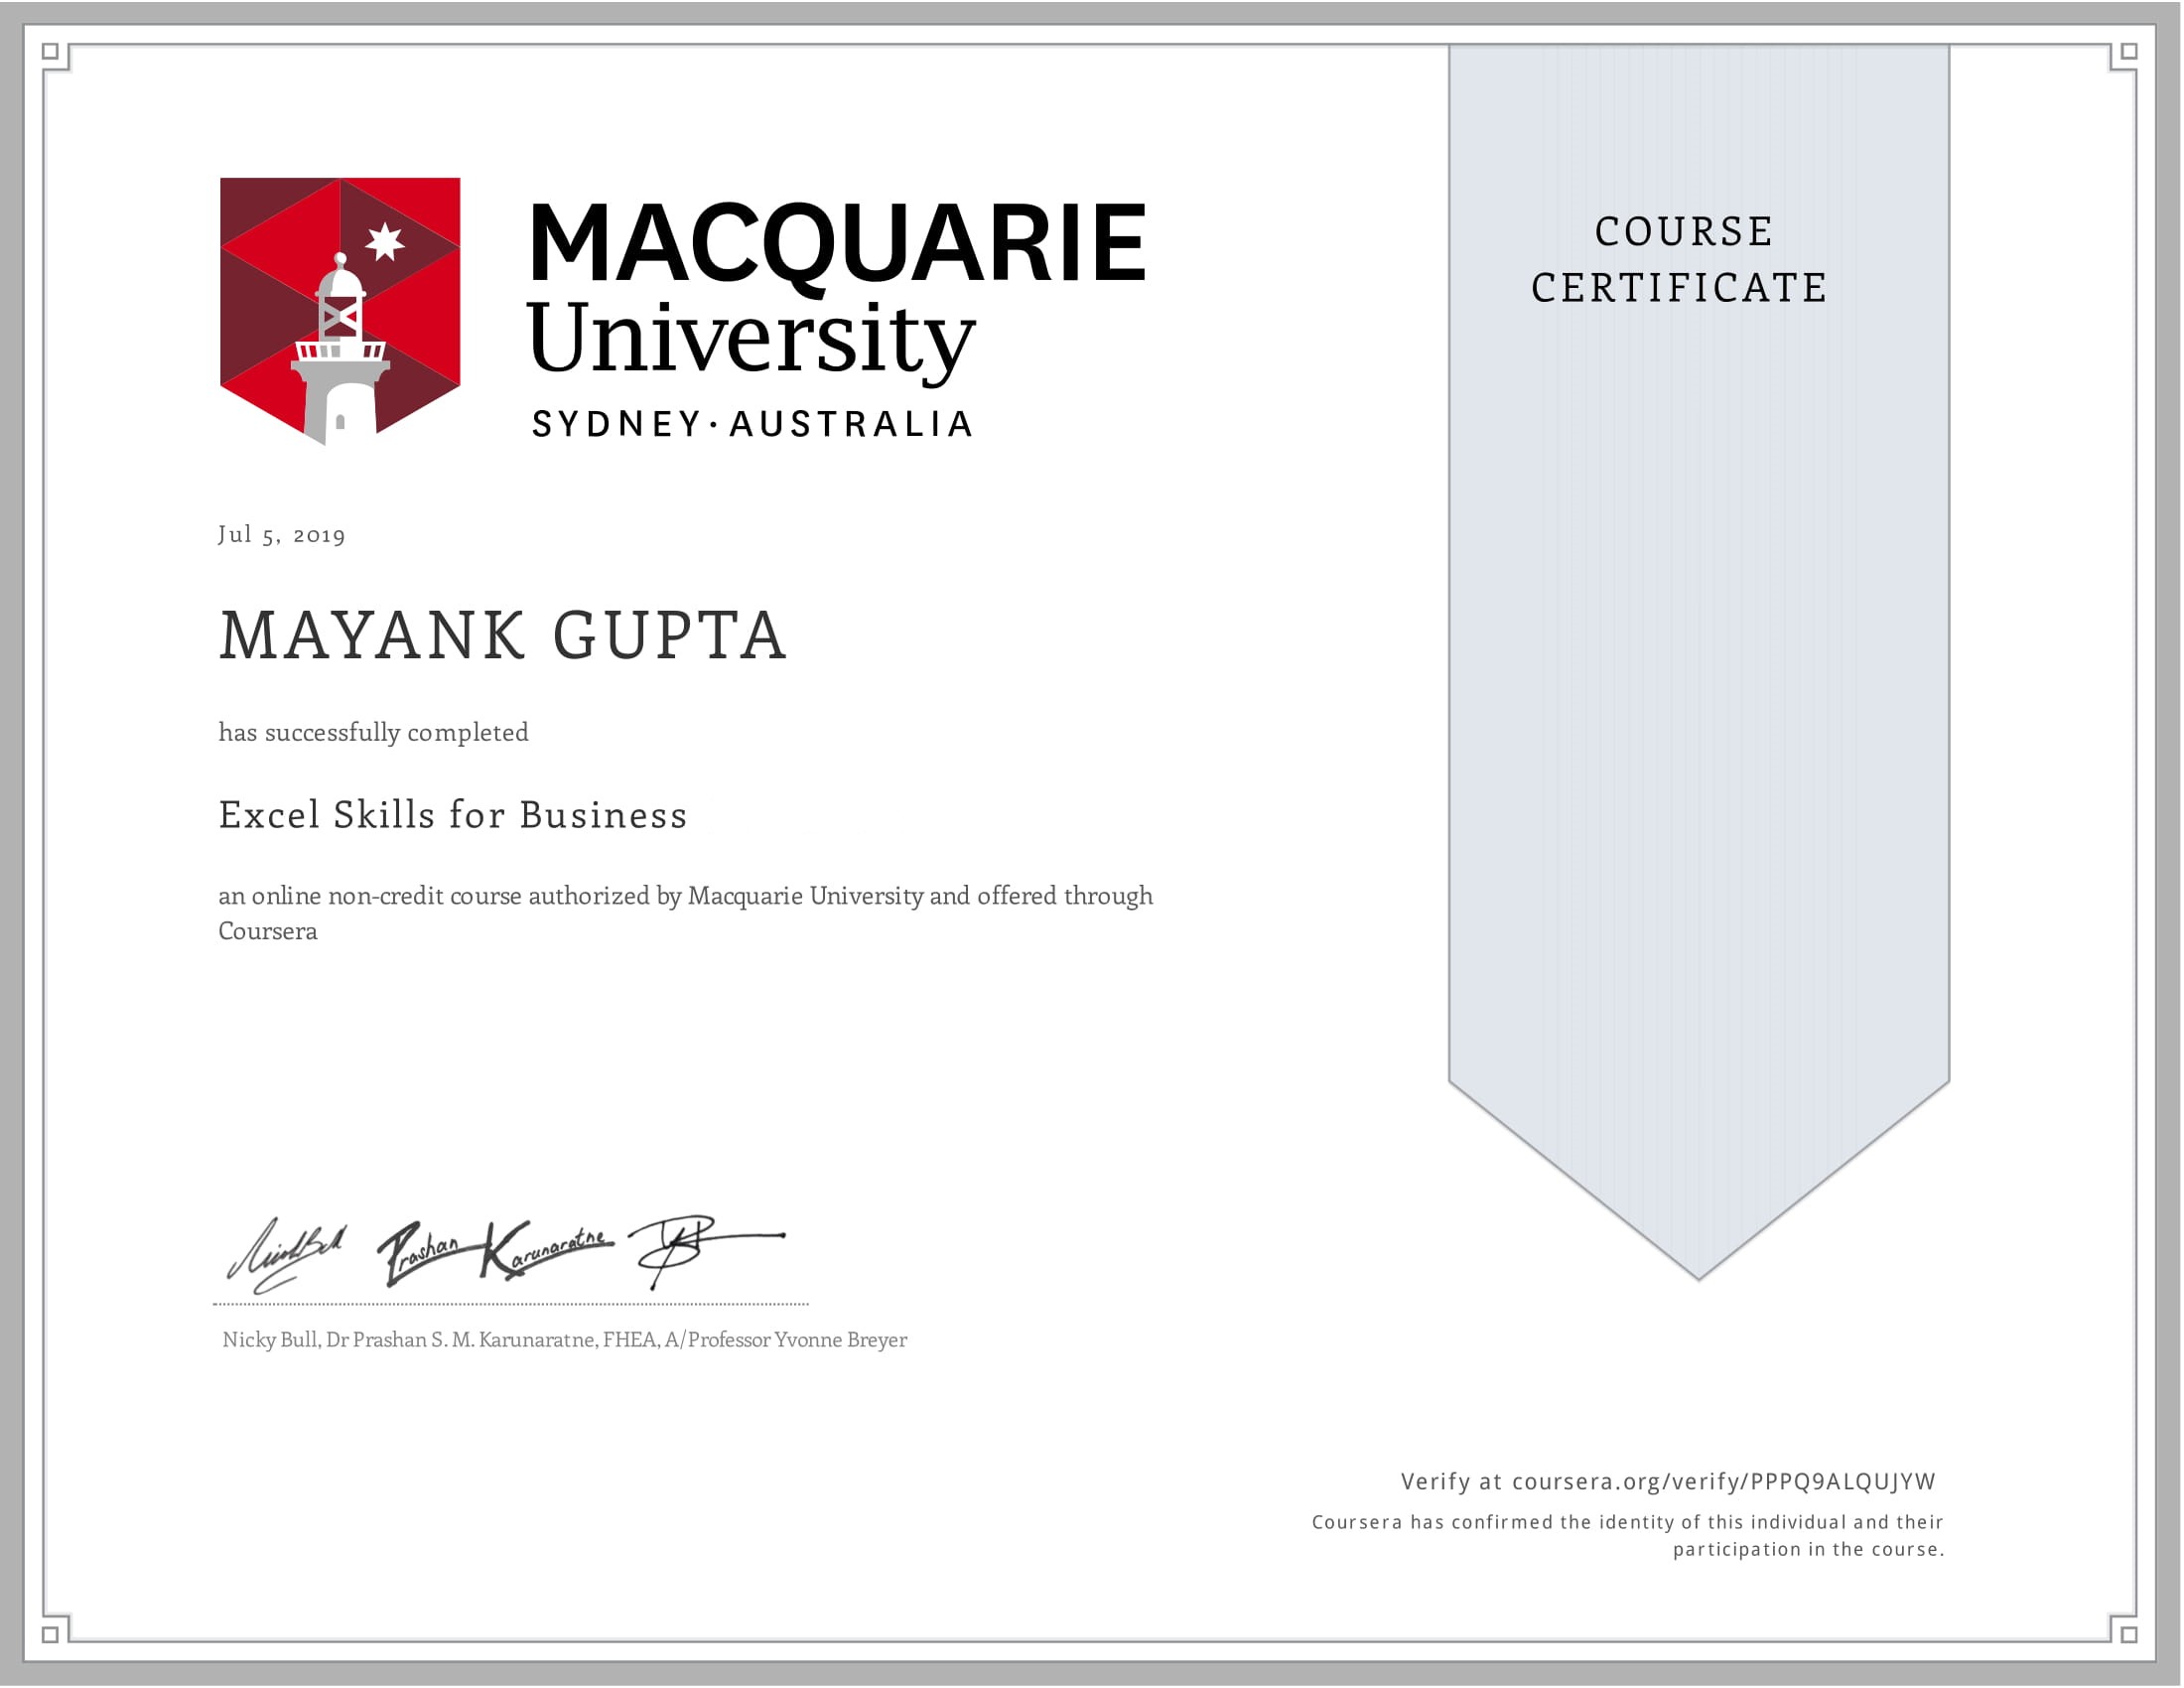 MACQUARIE
University
SYDNEY·AUSTRALIA
COURSE
CERTIFICATE
Jul 5, 2019
MAYANK GUPTA
has successfully completed
Excel Skills for Business
an online non-credit course authorized by Macquarie University and offered through
Coursera
Prashan Karunaratne
Nicky Bull, Dr Prashan S. M. Karunaratne, FHEA, A/Professor Yvonne Breyer
Verify at coursera.org/verify/PPPQ9ALQUJYW
Coursera has confirmed the identity of this individual and their
participation in the course.